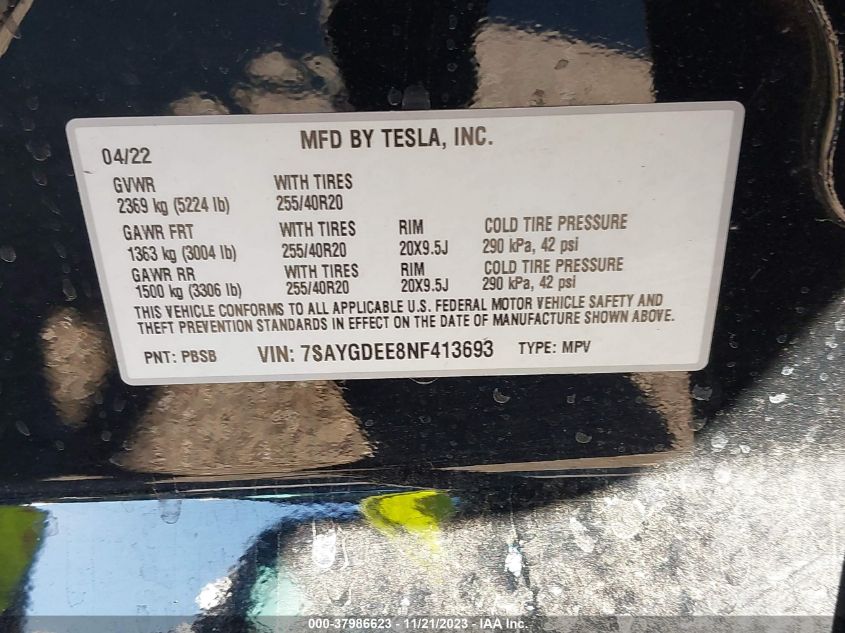 04/22
MFD BY TESLA, INC.
GVWR WITH TIRES
2369 kg (5224 lb) 255/40R20
GAWR FRT WITH TIRES RIM COLD TIRE PRESSURE
1363 kg (3004 lb) 255/40R20 20X9.5J 290 kPa, 42 psi
GAWR RR WITH TIRES RIM COLD TIRE PRESSURE
1500 kg (3306 lb) 255/40R20 20X9.5J 290 kPa, 42 psi
THIS VEHICLE CONFORMS TO ALL APPLICABLE U.S. FEDERAL MOTOR VEHICLE SAFETY AND
THEFT PREVENTION STANDARDS IN EFFECT ON THE DATE OF MANUFACTURE SHOWN ABOVE.
PNT: PBSB VIN: 7SAYGDEE8NF413693 TYPE: MPV
000-37986623 - 11/21/2023 - IAA Inc.